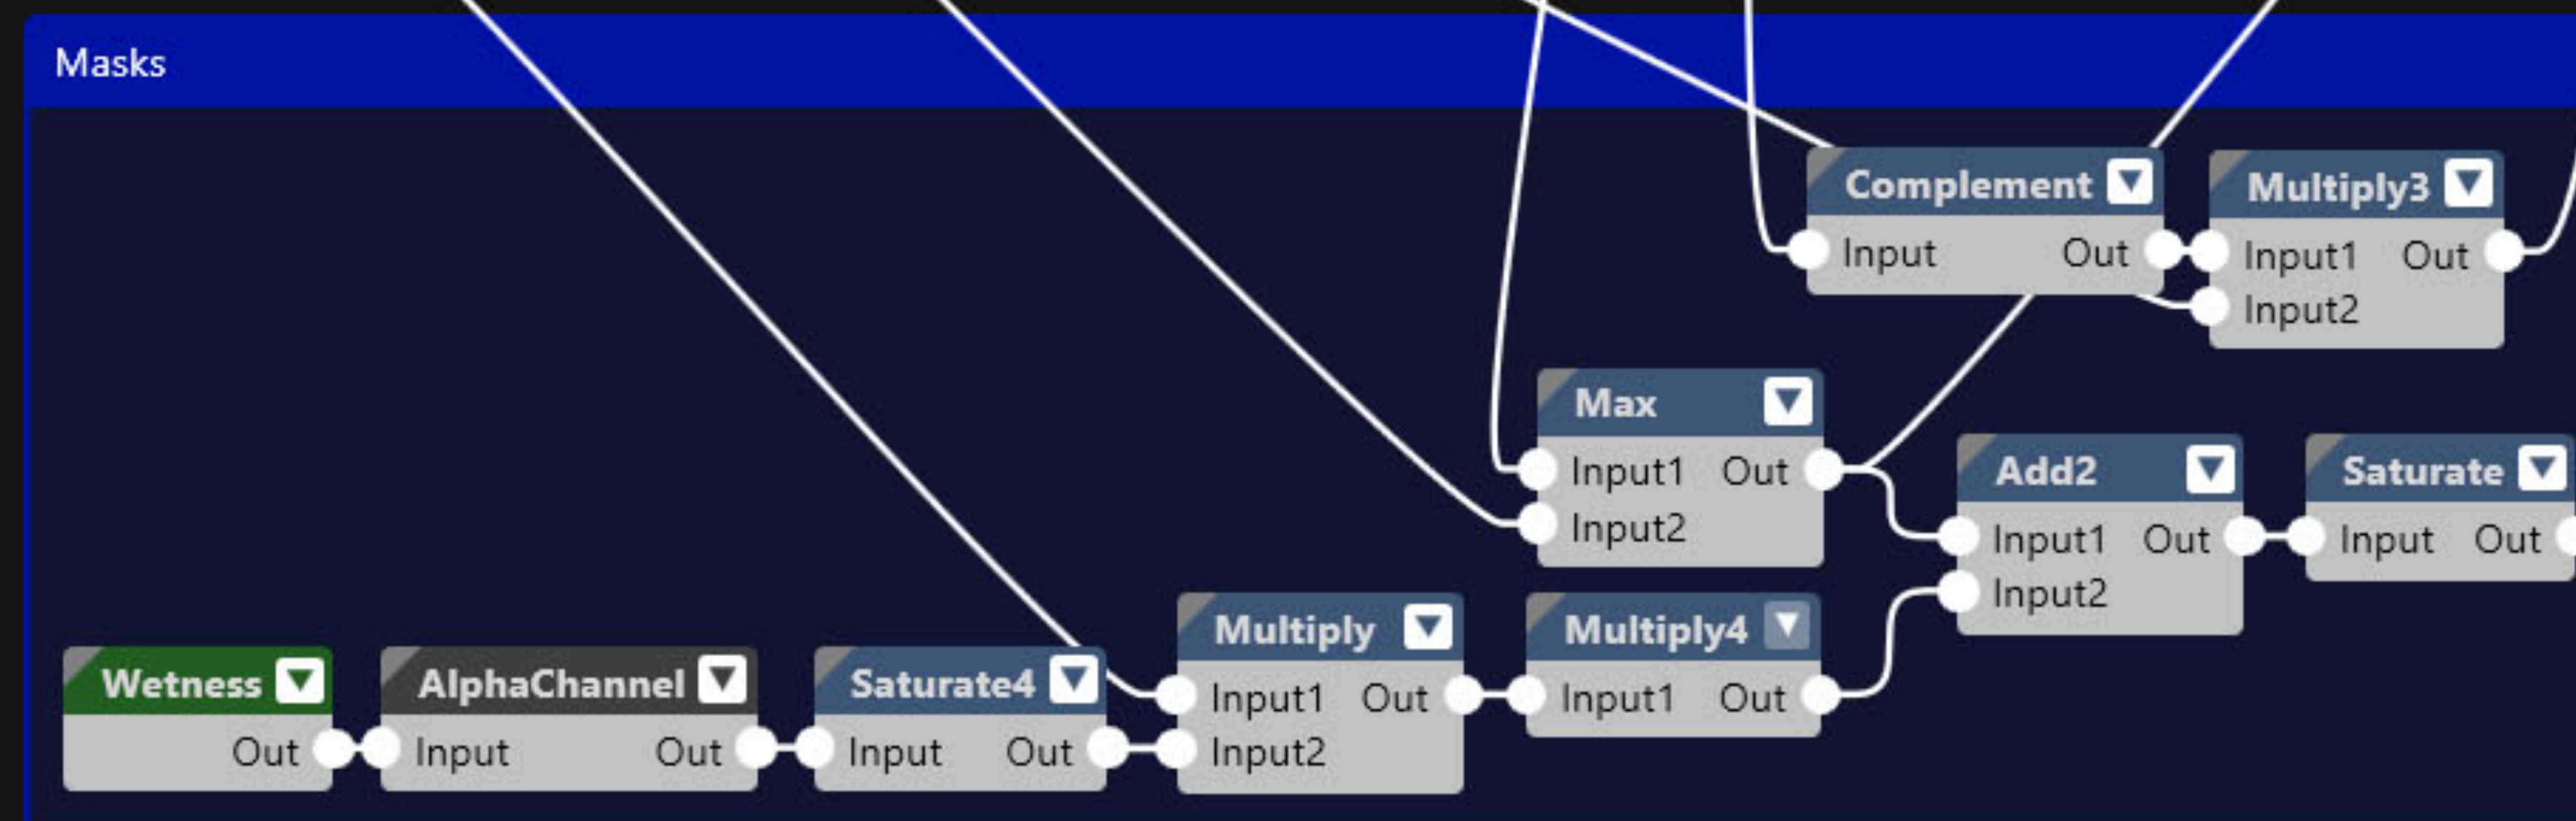 Masks
Complement
Input Out
Multiply3
Input1 Out
Input2
Max
Input1 Out
Input2
Add2
Input1 Out
Input2
Saturate
Input Out
Wetness
Out
AlphaChannel
Input Out
Saturate4
Input Out
Multiply
Input1 Out
Input2
Multiply4
Input1 Out